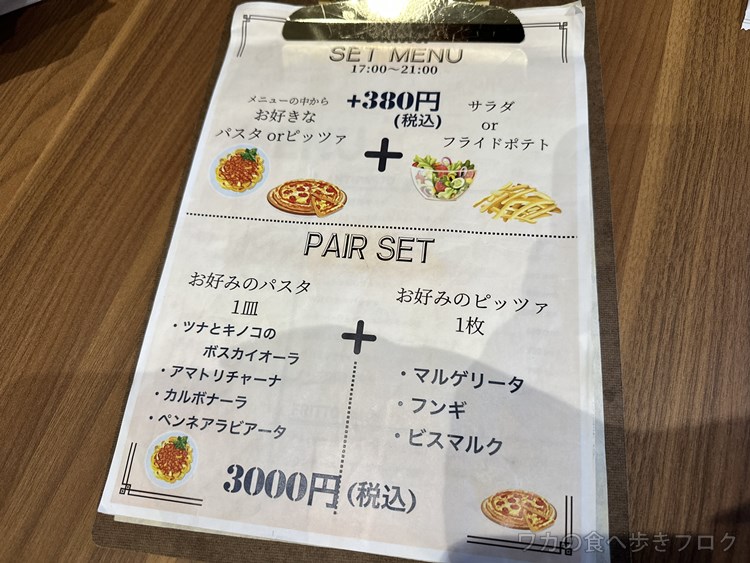 SET MENU
17:00〜21:00
メニューの中から
お好きな
パスタ orピッツァ
+380円
(税込)
+
サラダ
or
フライドポテト
PAIR SET
お好みのパスタ
1皿
・ツナとキノコの
ボスカイオーラ
・アマトリチャーナ
・カルボナーラ
・ペンネアラビアータ
+
お好みのピッツァ
1枚
・マルゲリータ
・フンギ
・ビスマルク
3000円 (税込)
ワカの食べ歩きブログ